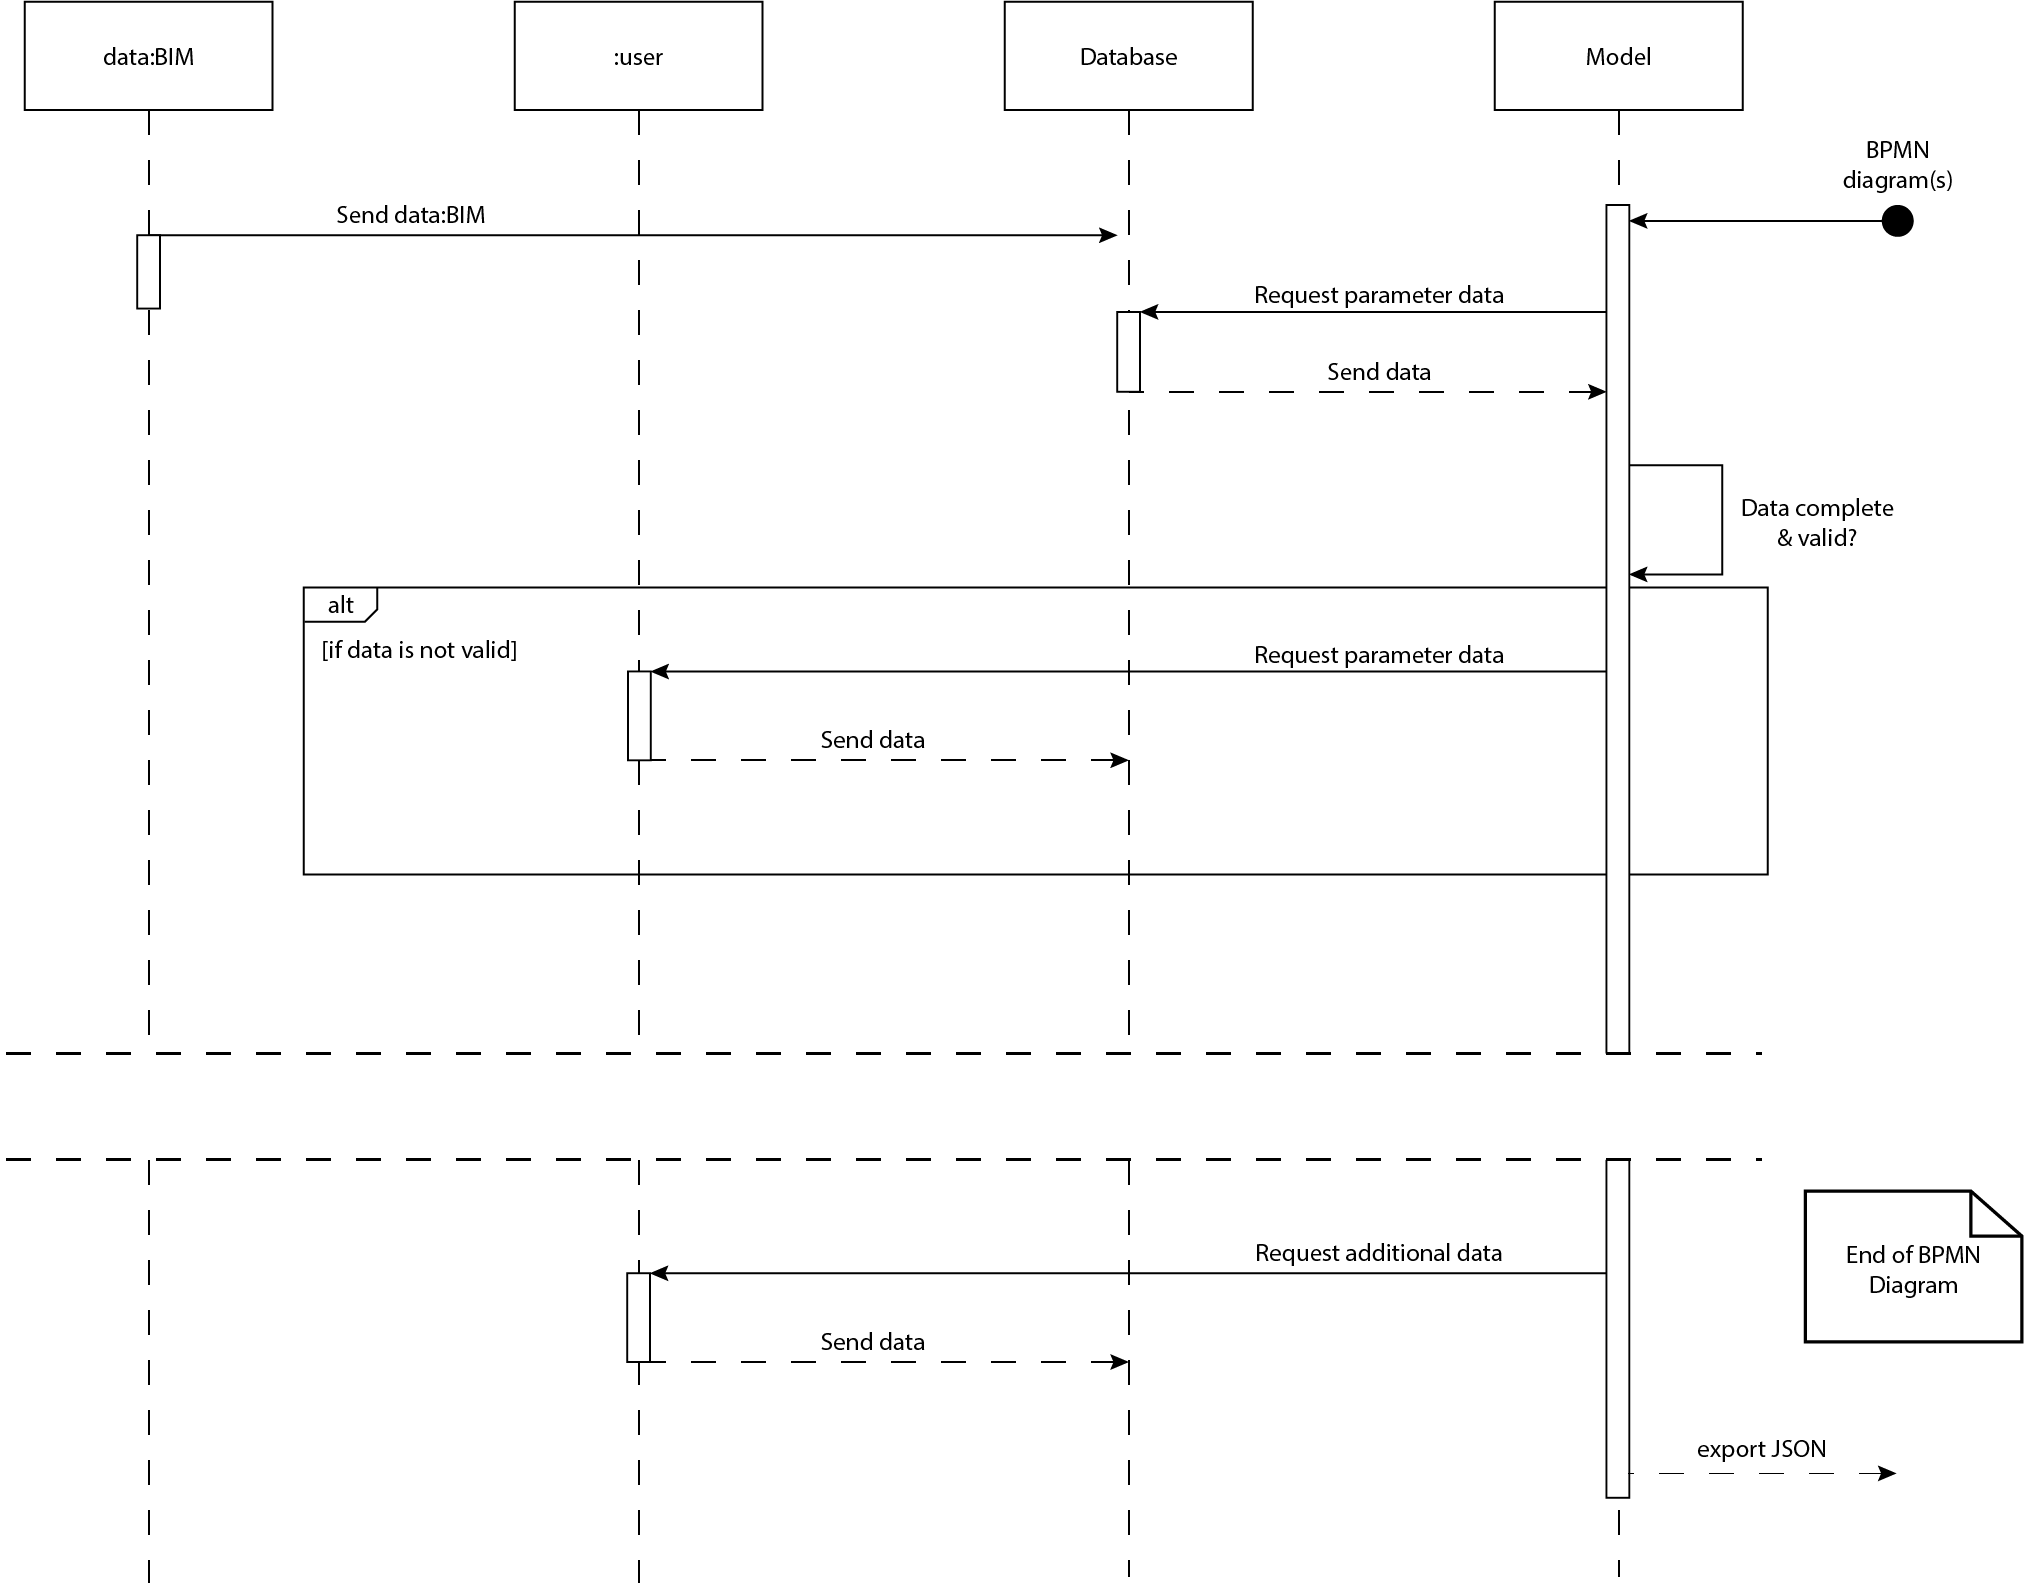 data:BIM
:user
Database
Model
BPMN
diagram(s)
Send data:BIM
Request parameter data
Send data
Data complete
& valid?
alt
[if data is not valid]
Request parameter data
Send data
Request additional data
End of BPMN
Diagram
Send data
export JSON